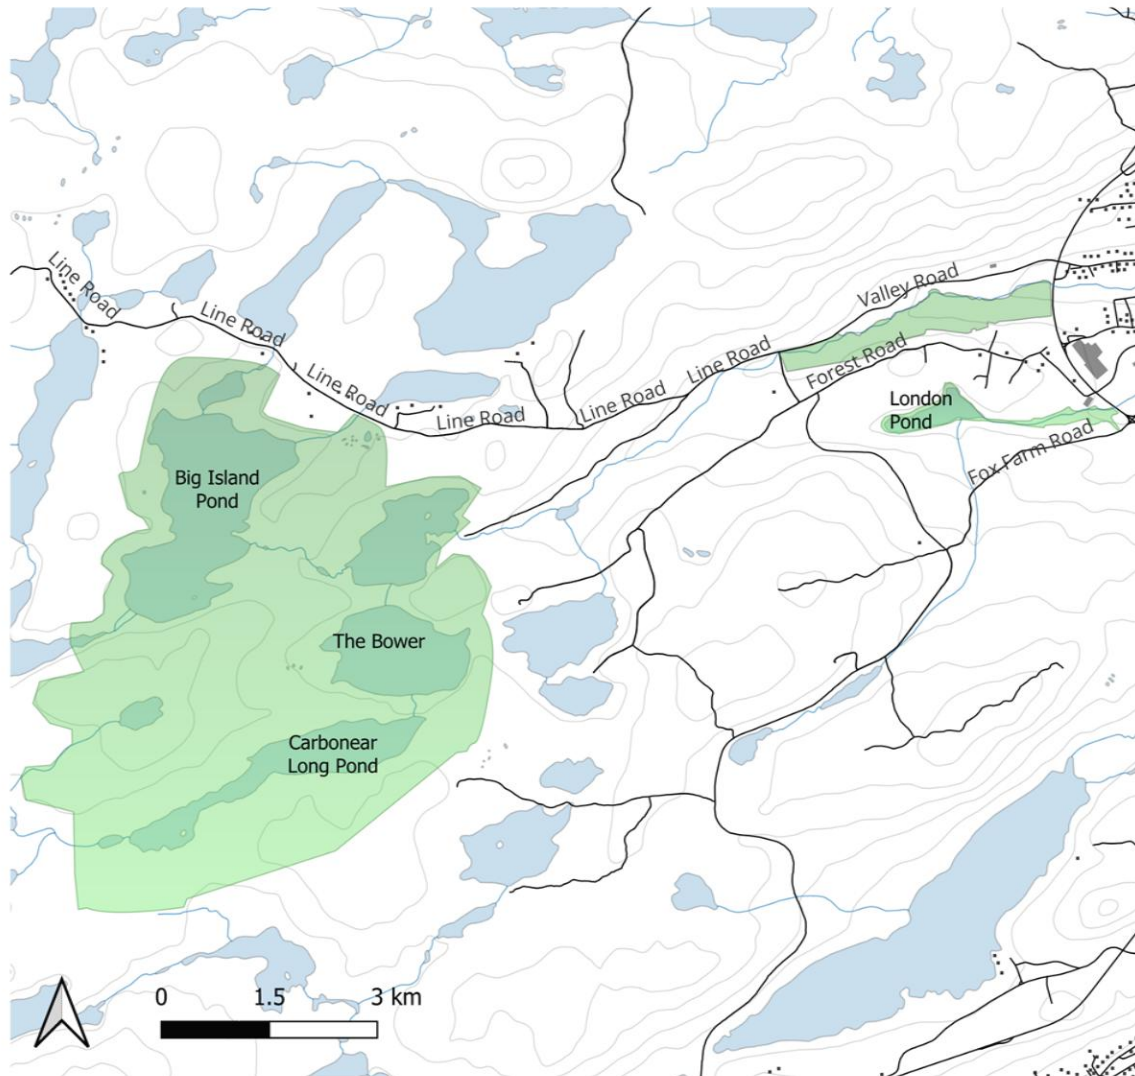 Line Road
Valley Road
Line Road
Line Road
Forest Road
Line Road
London
Pond
Line Road
Line Road
Fox Farm Road
Big Island
Pond
The Bower
Carbonear
Long Pond
0 1.5 3 km